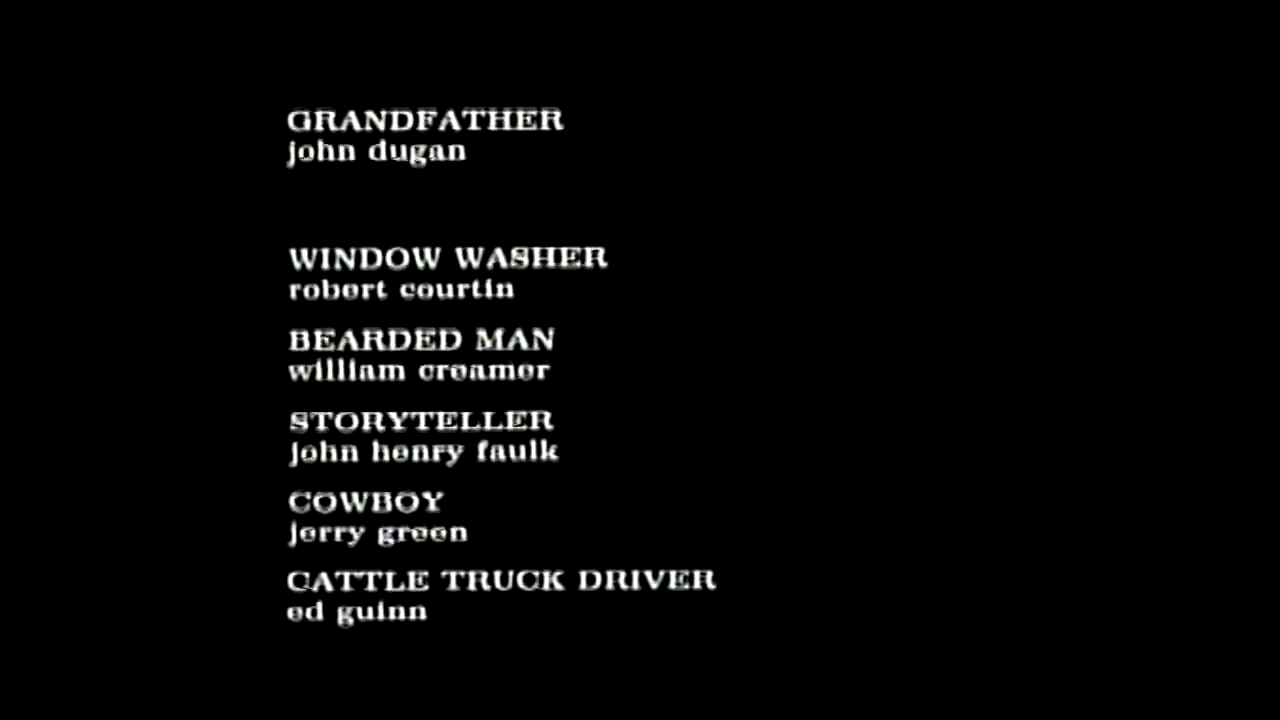 GRANDFATHER
john dugan
WINDOW WASHER
robert courtin
BEARDED MAN
william creamer
STORYTELLER
john henry faulk
COWBOY
jerry green
CATTLE TRUCK DRIVER
ed guinn